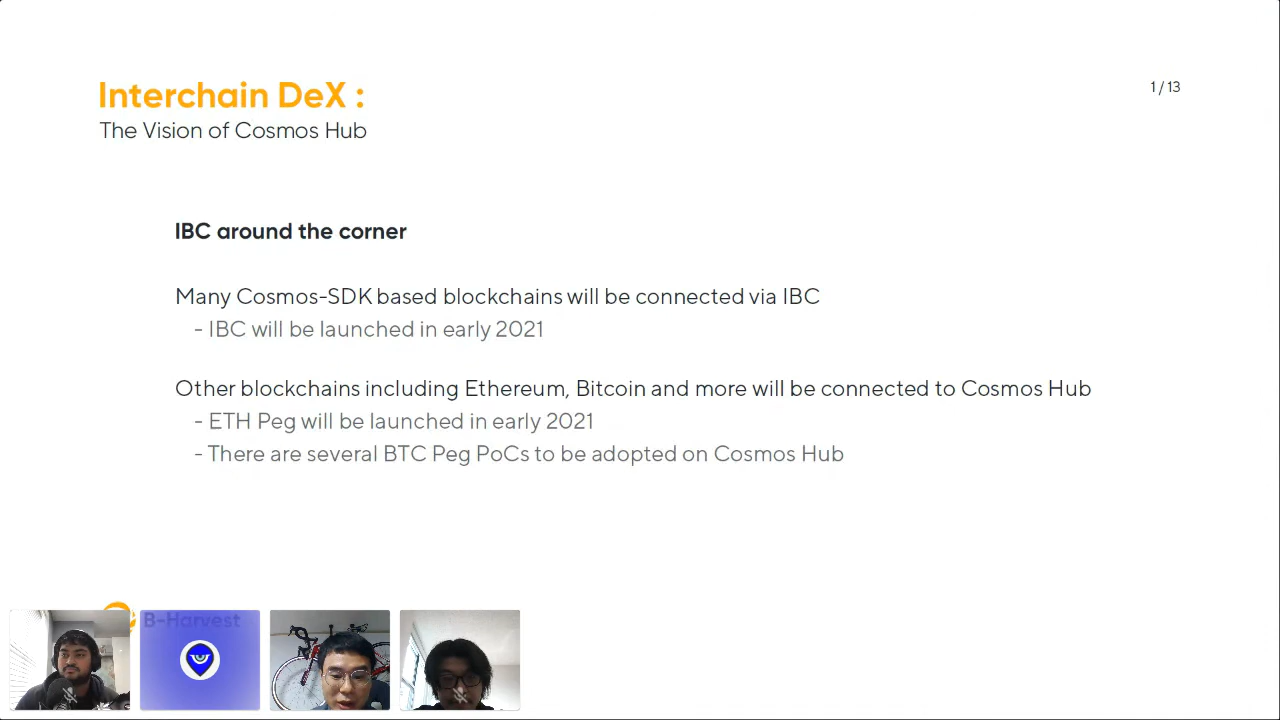 Interchain DeX :
1 / 13
The Vision of Cosmos Hub
IBC around the corner
Many Cosmos-SDK based blockchains will be connected via IBC
- IBC will be launched in early 2021
Other blockchains including Ethereum, Bitcoin and more will be connected to Cosmos Hub
- ETH Peg will be launched in early 2021
- There are several BTC Peg PoCs to be adopted on Cosmos Hub
B-Harvest